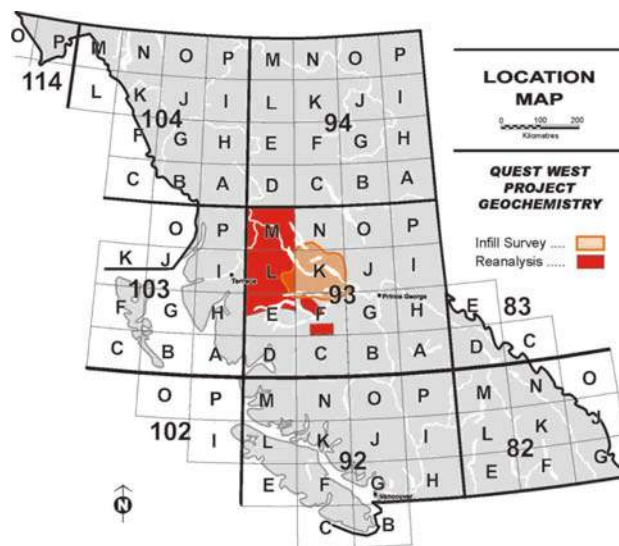 O P M N O P M N O P
114 L K J I L K J I
104 94
F G H E F G H
C B A D C B A
O P M N O P
K J I L K J I
Terrace
103 93
Prince George
F G H E F G H E 83
C B A D C B A D C
O P M N O P M N O
102 I L K J I L K J
92 82
E F G H E F G
Vancouver
C B
N
LOCATION
MAP
0 100 200
Kilometres
QUEST WEST
PROJECT
GEOCHEMISTRY
Infill Survey .....
Reanalysis .....